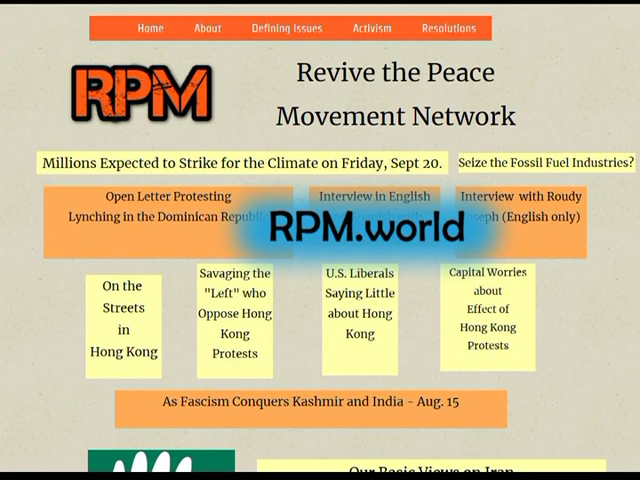 Home About Defining Issues Activism Resolutions
RPM
Revive the Peace
Movement Network
Millions Expected to Strike for the Climate on Friday, Sept 20.
Seize the Fossil Fuel Industries?
Open Letter Protesting
Lynching in the Dominican Republic
Interview in English
Interview with Roudy
Joseph (English only)
RPM.world
On the
Streets
in
Hong Kong
Savaging the
"Left" who
Oppose Hong
Kong
Protests
U.S. Liberals
Saying Little
about Hong
Kong
Capital Worries
about
Effect of
Hong Kong
Protests
As Fascism Conquers Kashmir and India - Aug. 15
Our Basic Views on Iran